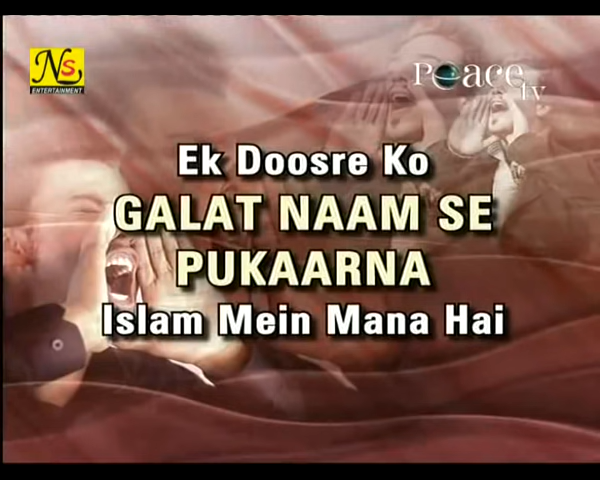 Ns
ENTERTAINMENT
Peace
tv
Ek Doosre Ko
GALAT NAAM SE
PUKAARNA
Islam Mein Mana Hai